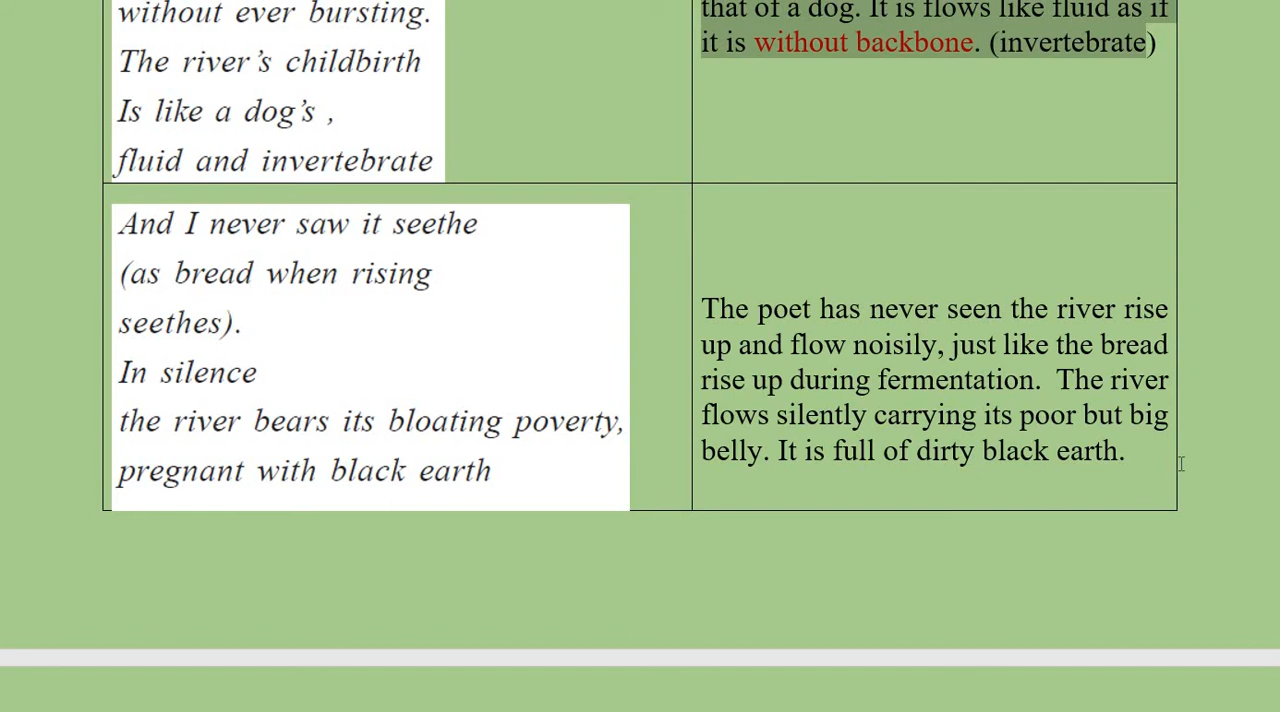 without ever bursting.
The river's childbirth
Is like a dog's ,
fluid and invertebrate
that of a dog. It is flows like fluid as if
it is without backbone. (invertebrate)
And I never saw it seethe
(as bread when rising
seethes).
In silence
the river bears its bloating poverty,
pregnant with black earth
The poet has never seen the river rise
up and flow noisily, just like the bread
rise up during fermentation.  The river
flows silently carrying its poor but big
belly. It is full of dirty black earth.